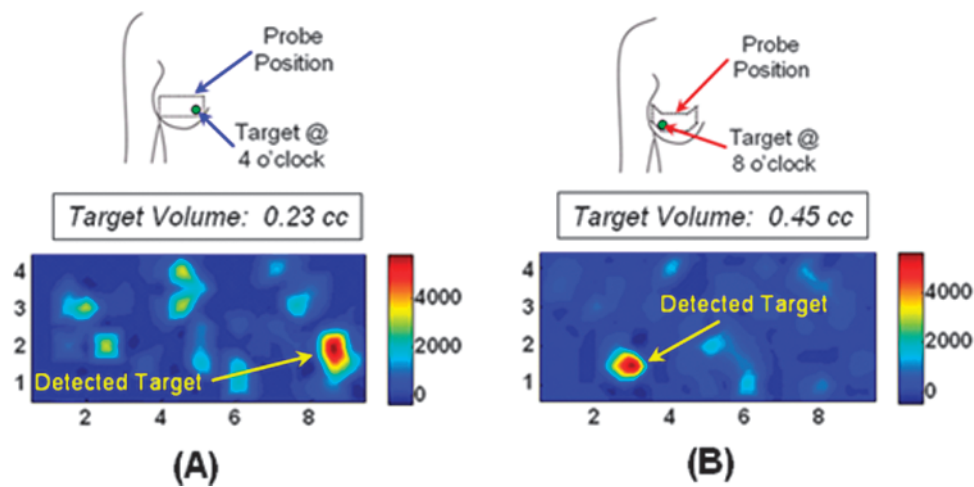 Probe
Position
Target @
4 o'clock
Target Volume: 0.23 cc
4
3
2
1
2 4 6 8
4000
2000
0
Detected Target
(A)
Probe
Position
Target @
8 o'clock
Target Volume: 0.45 cc
4
3
2
1
2 4 6 8
4000
2000
0
Detected Target
(B)